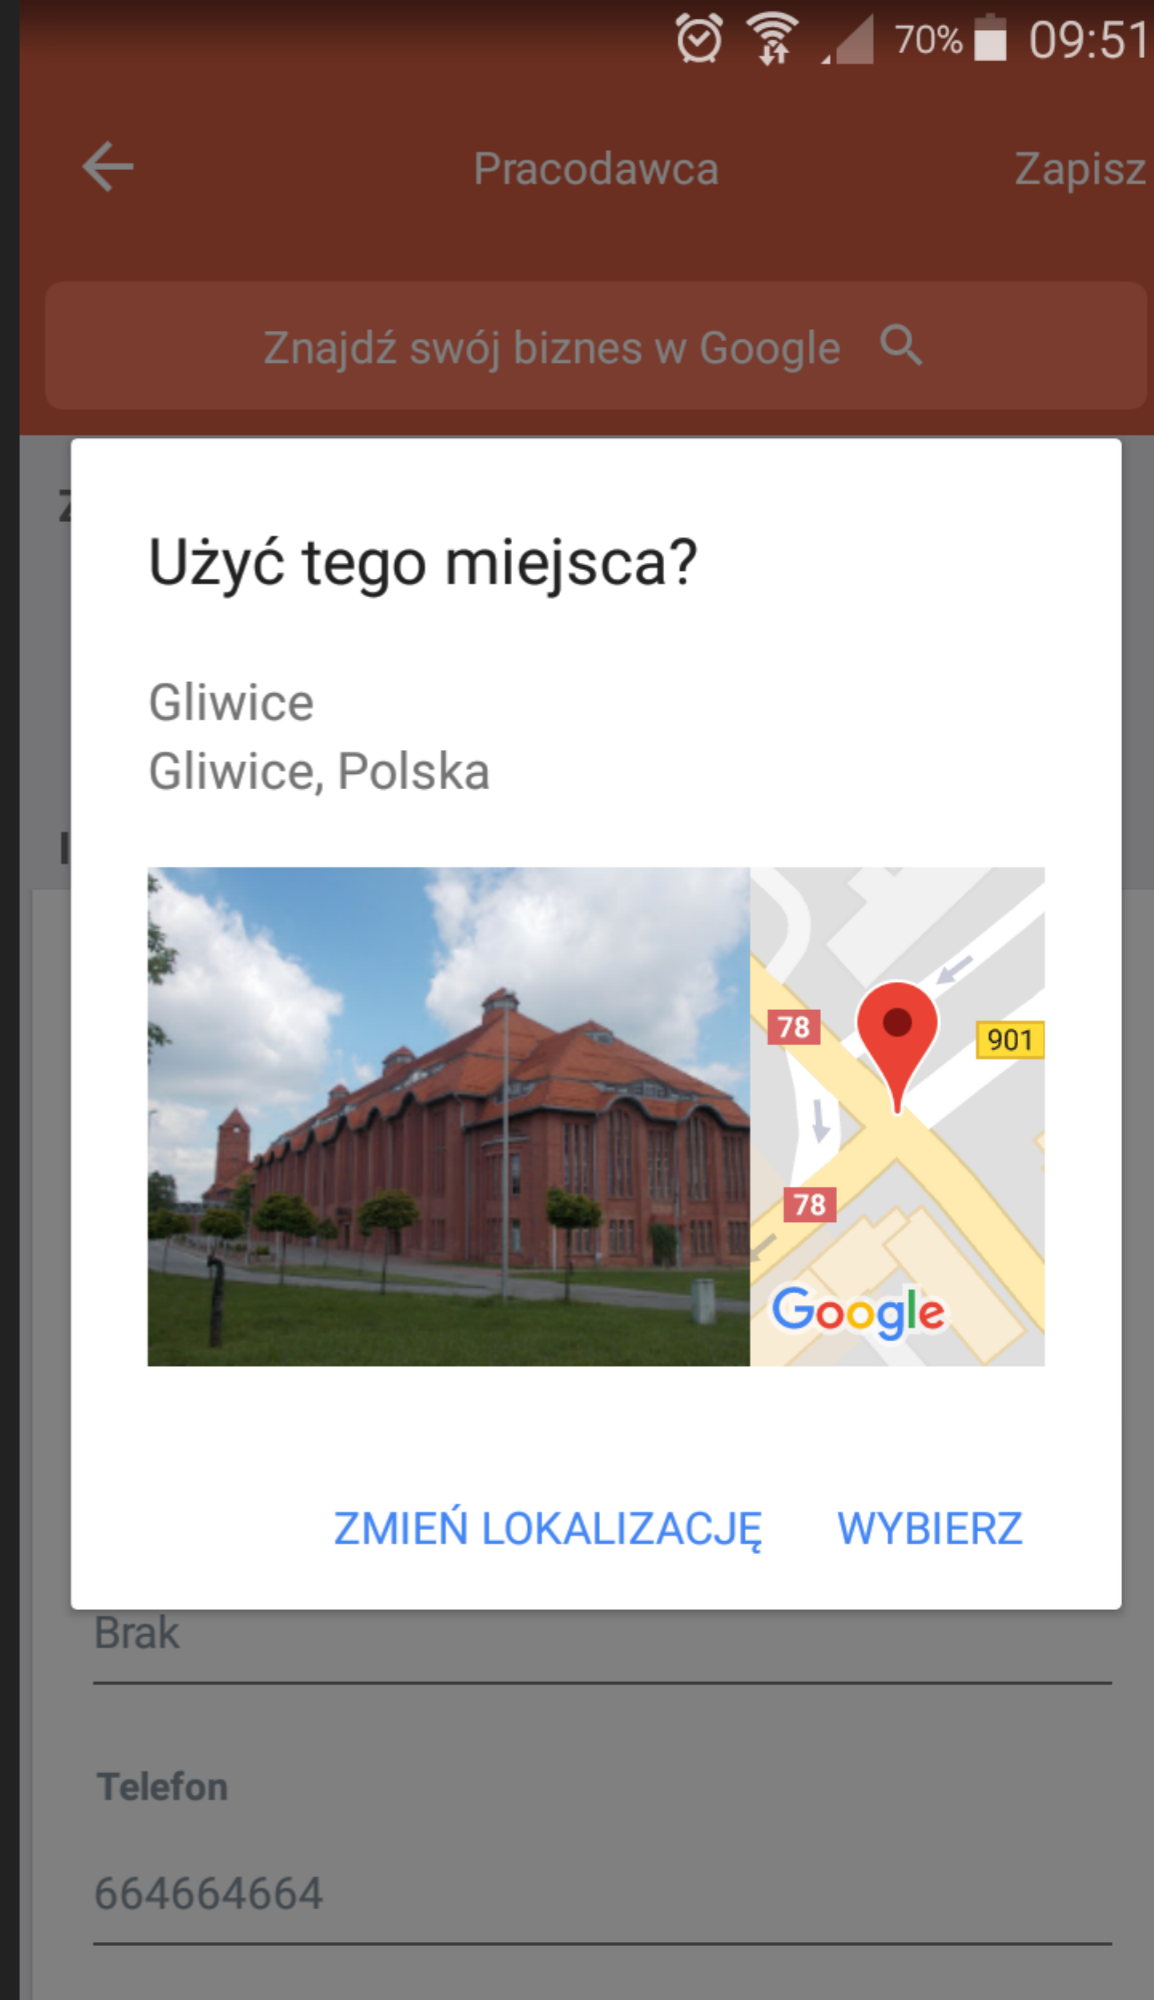 70% 09:51
Pracodawca Zapisz
Znajdź swój biznes w Google
Użyć tego miejsca?
Gliwice
Gliwice, Polska
78
901
78
Google
ZMIEŃ LOKALIZACJĘ WYBIERZ
Brak
Telefon
664664664